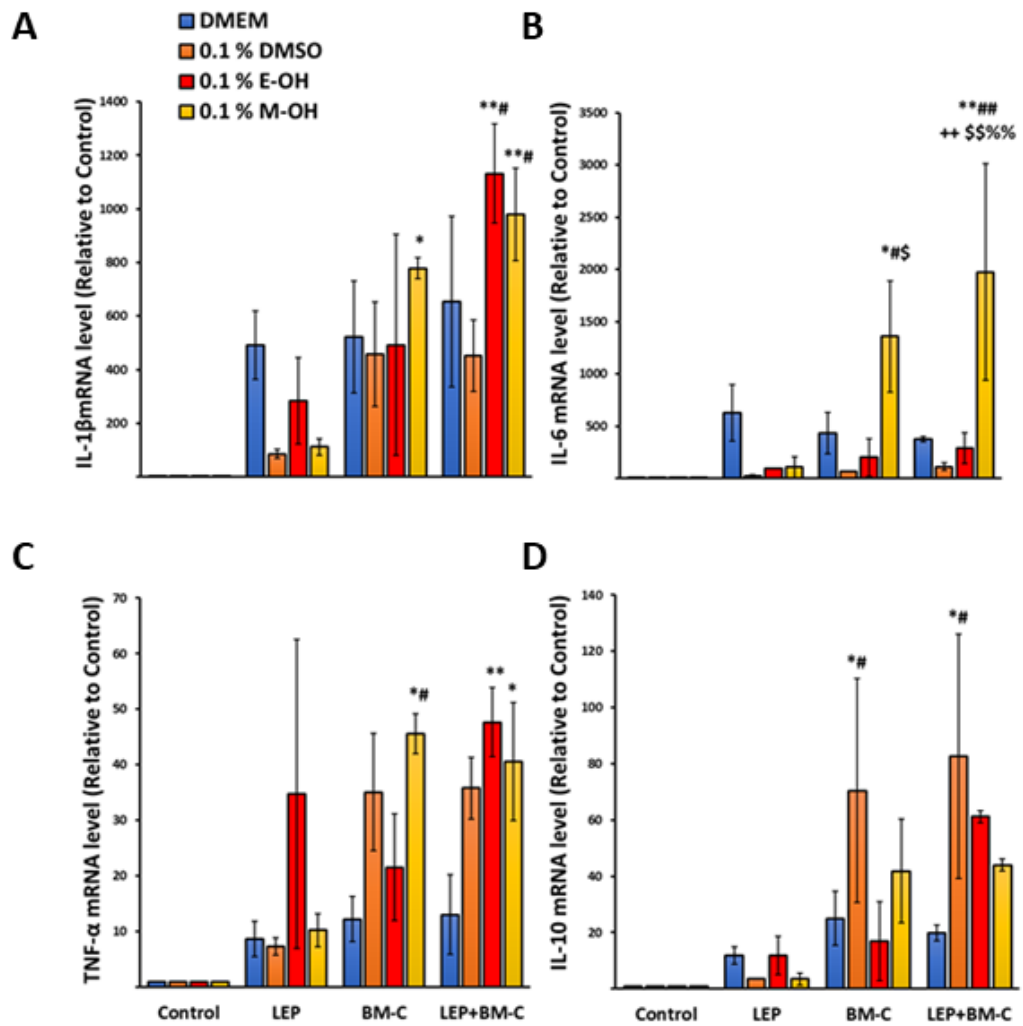 A
DMEM
0.1 % DMSO
0.1 % E-OH
0.1 % M-OH
IL-1βmRNA level (Relative to Control)
1400
1200
1000
800
600
400
200
*
**#
**#
B
IL-6 mRNA level (Relative to Control)
3500
3000
2500
2000
1500
1000
500
*#$
**##
++ $$%%
C
TNF-α mRNA level (Relative to Control)
70
60
50
40
30
20
10
*#
**
*
Control
LEP
BM-C
LEP+BM-C
D
IL-10 mRNA level (Relative to Control)
140
120
100
80
60
40
20
*#
*#
Control
LEP
BM-C
LEP+BM-C